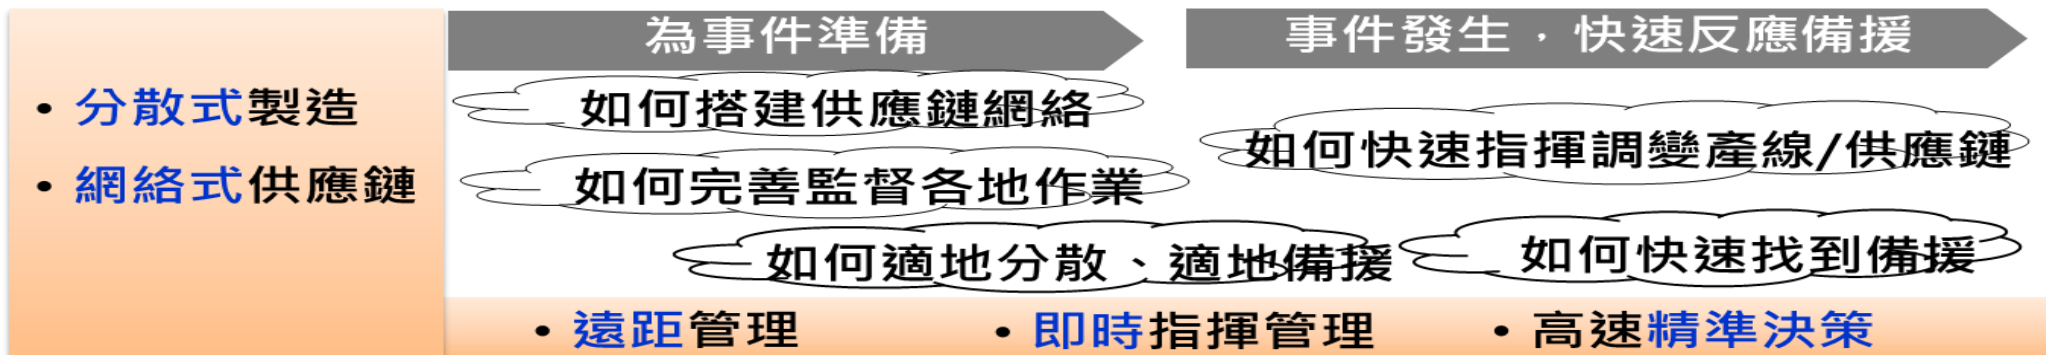 • 分散式製造
• 網絡式供應鏈
為事件準備
如何搭建供應鏈網絡
如何完善監督各地作業
如何適地分散、適地備援
事件發生，快速反應備援
如何快速指揮調變產線/供應鏈
如何快速找到備援
• 遠距管理
• 即時指揮管理
• 高速精準決策